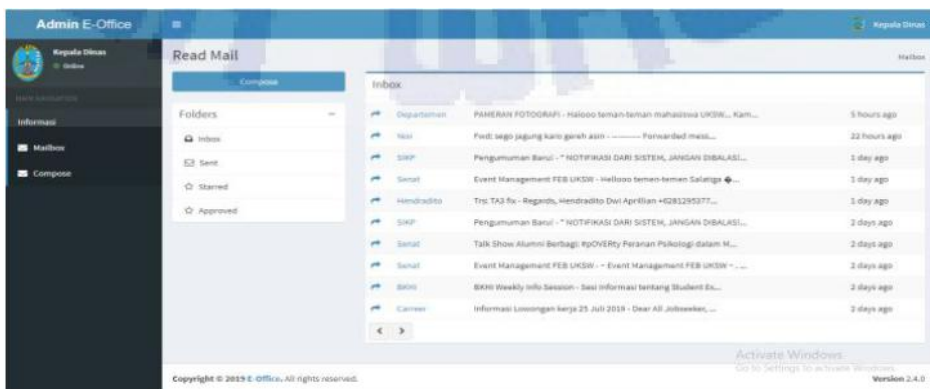 Admin E-Office
Kepala Dinas
Kepala Dinas
Online
Read Mail
Mailbox
MAIN NAVIGATION
Informasi
Mailbox
Compose
Compose
Folders
Inbox
Sent
Starred
Approved
Inbox
Departemen PAMERAN FOTOGRAFI - Halooo teman-teman mahasiswa UKSW... Kam... 5 hours ago
Nisi Fwd: sego jagung karo gereh asin - ---------- Forwarded mess... 22 hours ago
SIKP Pengumuman Baru! - * NOTIFIKASI DARI SISTEM, JANGAN DIBALAS!... 1 day ago
Senat Event Management FEB UKSW - Hellooo temen-temen Salatiga �... 1 day ago
Hendradito Trs: TA3 fix - Regards, Hendradito Dwi Aprillian +6281295377... 1 day ago
SIKP Pengumuman Baru! - * NOTIFIKASI DARI SISTEM, JANGAN DIBALAS!... 2 days ago
Senat Talk Show Alumni Berbagi: #pOVERty Peranan Psikologi dalam M... 2 days ago
Senat Event Management FEB UKSW - ~ Event Management FEB UKSW ~ ... 2 days ago
BKHI BKHI Weekly Info Session - Sesi Informasi tentang Student Ex... 2 days ago
Carreer Informasi Lowongan kerja 25 Juli 2019 - Dear All Jobseeker, ... 2 days ago
Activate Windows
Go to Settings to activate Windows.
Copyright © 2019 E-Office. All rights reserved.
Version 2.4.0